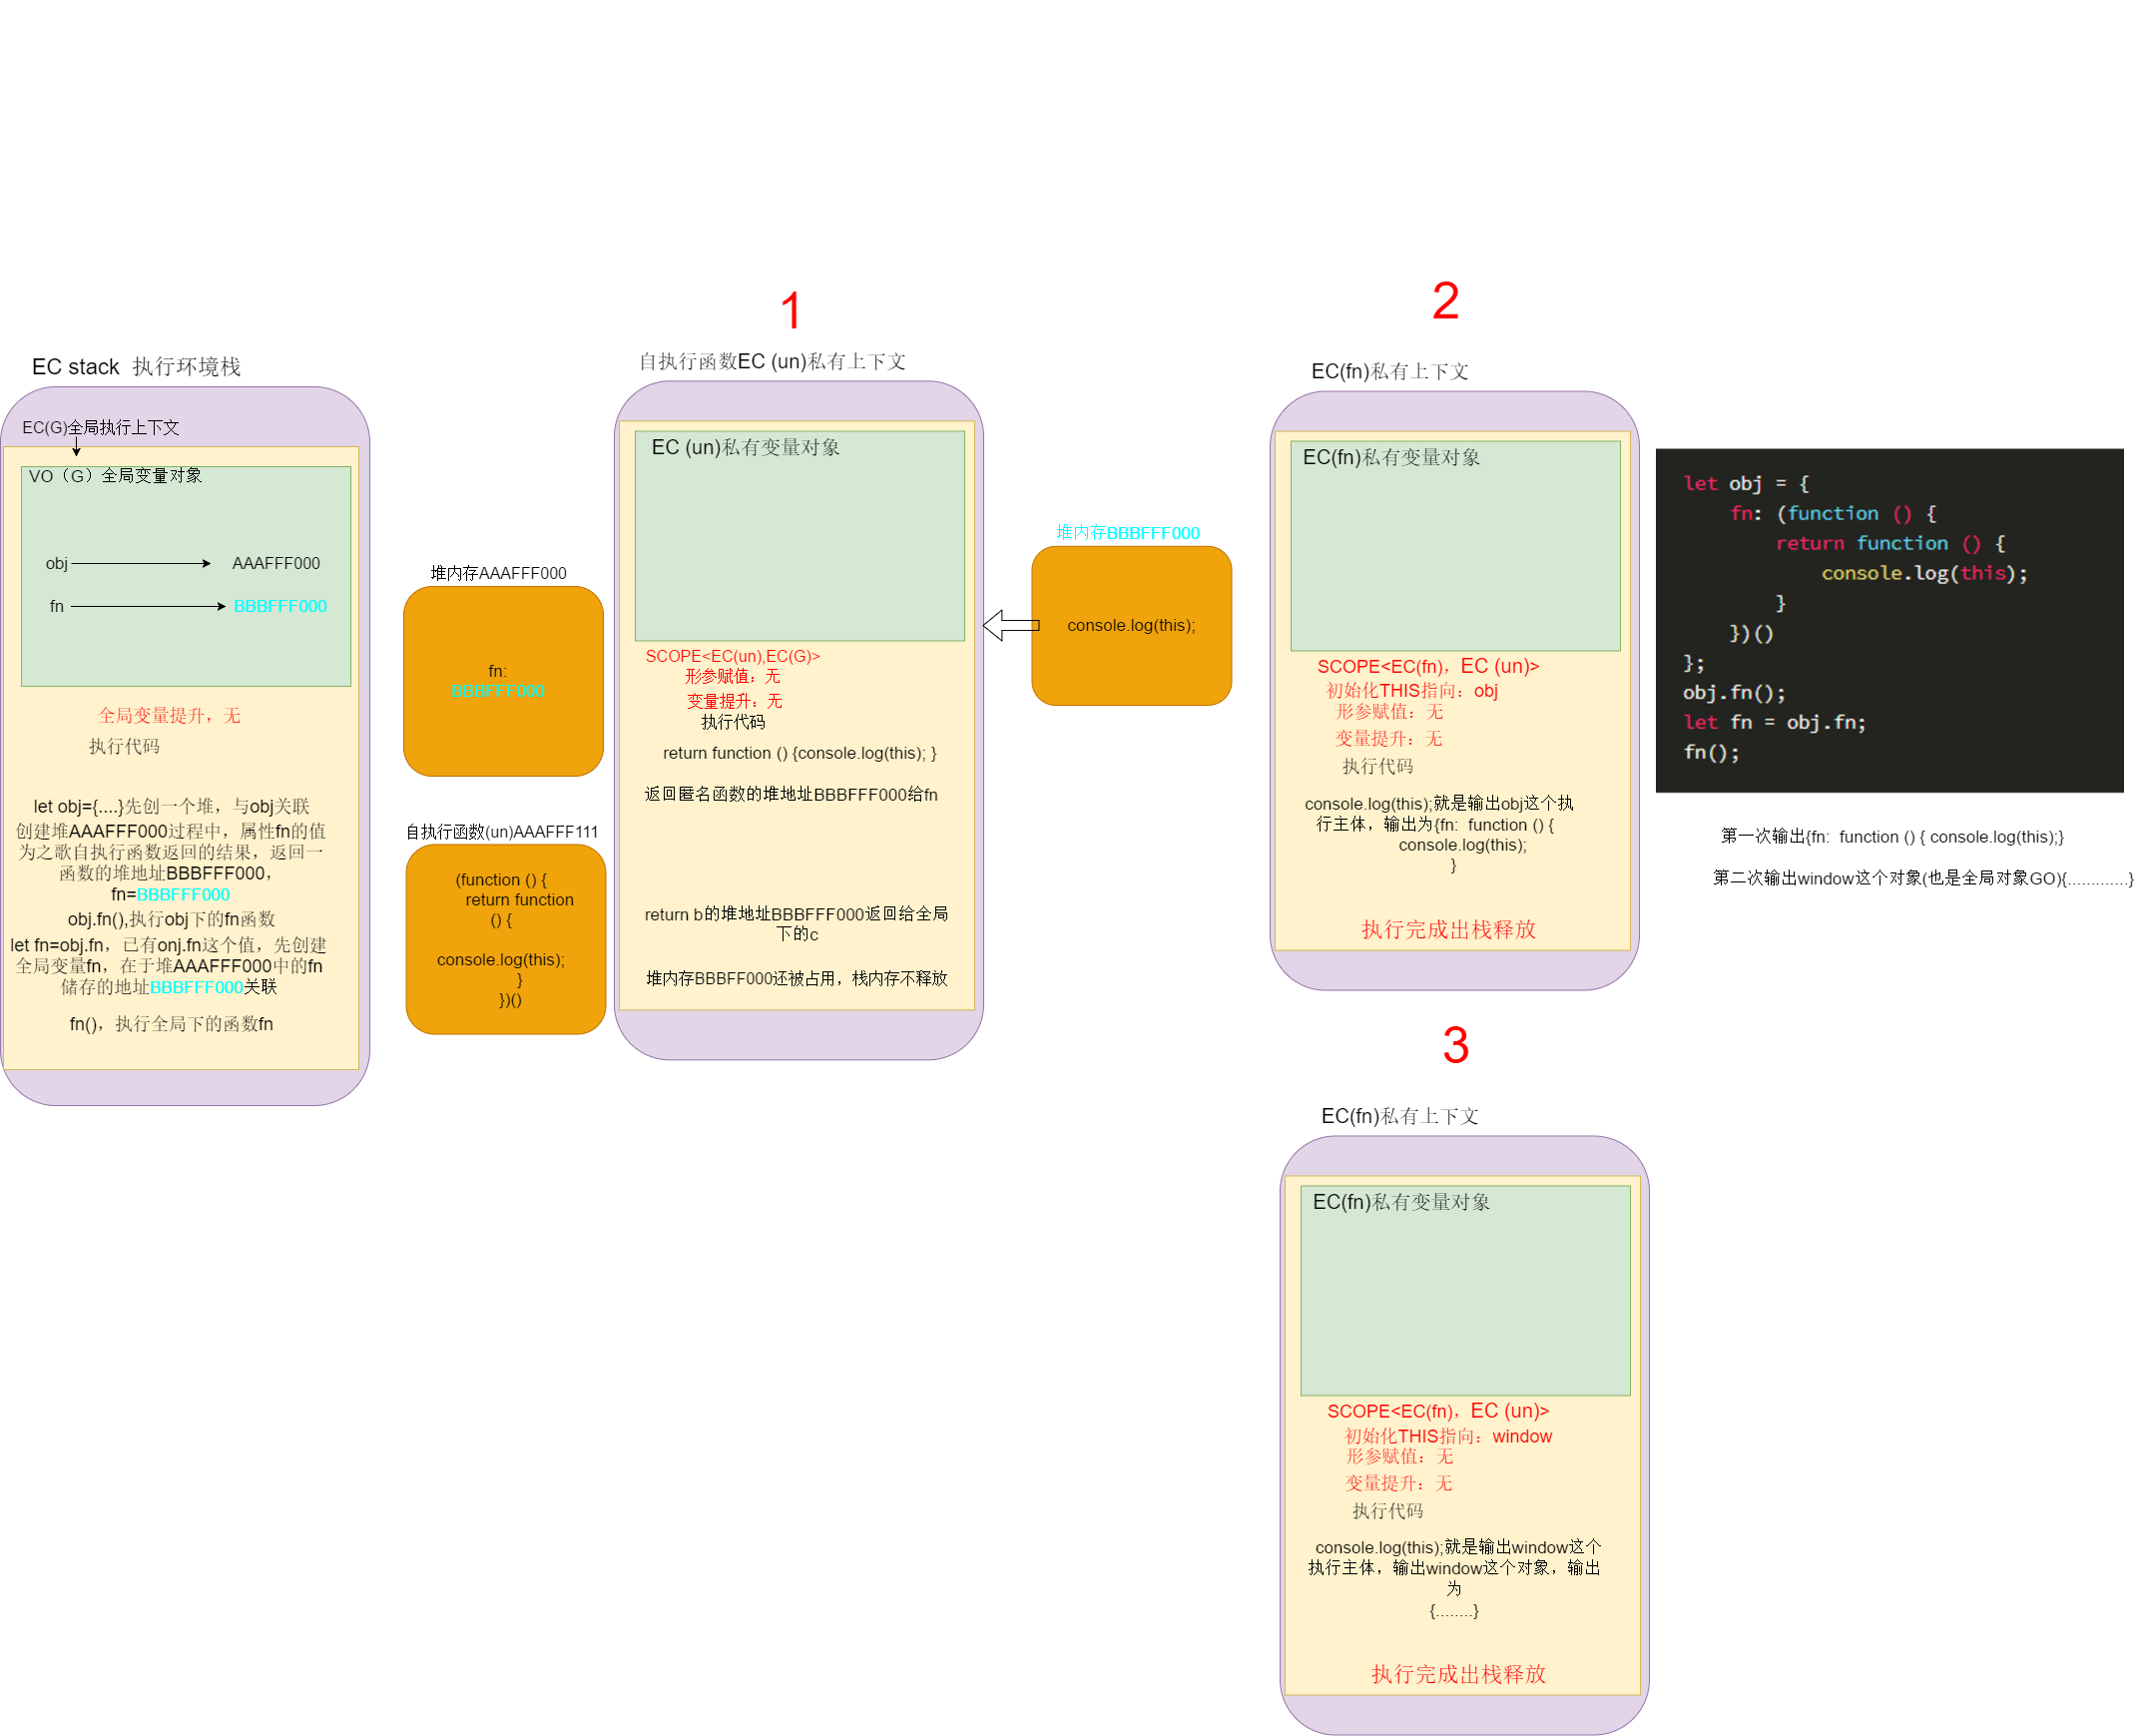 EC stack 执行环境栈
EC(G)全局执行上下文
VO（G）全局变量对象
obj
AAAFFF000
fn
BBBFFF000
全局变量提升，无
执行代码
let obj={....}先创一个堆，与obj关联
创建堆AAAFFF000过程中，属性fn的值
为之歌自执行函数返回的结果，返回一
函数的堆地址BBBFFF000，
fn=BBBFFF000
obj.fn(),执行obj下的fn函数
let fn=obj.fn，已有onj.fn这个值，先创建
全局变量fn，在于堆AAAFFF000中的fn
储存的地址BBBFFF000关联
fn()，执行全局下的函数fn
堆内存AAAFFF000
fn:
BBBFFF000
自执行函数(un)AAAFFF111
(function () {
return function
() {
console.log(this);
}
})()
1
自执行函数EC (un)私有上下文
EC (un)私有变量对象
SCOPE<EC(un),EC(G)>
形参赋值：无
变量提升：无
执行代码
return function () {console.log(this); }
返回匿名函数的堆地址BBBFFF000给fn
return b的堆地址BBBFFF000返回给全局
下的c
堆内存BBBFF000还被占用，栈内存不释放
堆内存BBBFFF000
console.log(this);
2
EC(fn)私有上下文
EC(fn)私有变量对象
SCOPE<EC(fn)，EC (un)>
初始化THIS指向：obj
形参赋值：无
变量提升：无
执行代码
console.log(this);就是输出obj这个执
行主体，输出为{fn: function () {
console.log(this);
}
执行完成出栈释放
let obj = {
fn: (function () {
return function () {
console.log(this);
}
})()
};
obj.fn();
let fn = obj.fn;
fn();
第一次输出{fn: function () { console.log(this);}
第二次输出window这个对象(也是全局对象GO){.............}
3
EC(fn)私有上下文
EC(fn)私有变量对象
SCOPE<EC(fn)，EC (un)>
初始化THIS指向：window
形参赋值：无
变量提升：无
执行代码
console.log(this);就是输出window这个
执行主体，输出window这个对象，输出
为
{........}
执行完成出栈释放